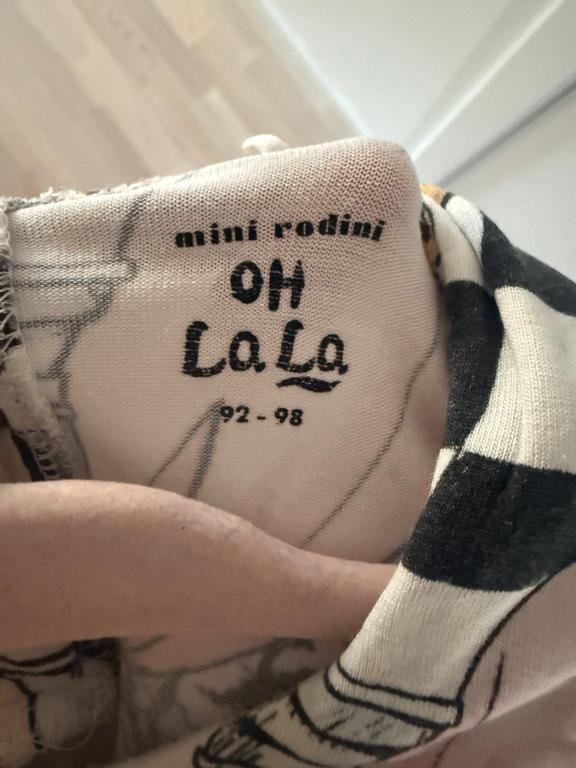 mini rodini
OH
La La
92 - 98